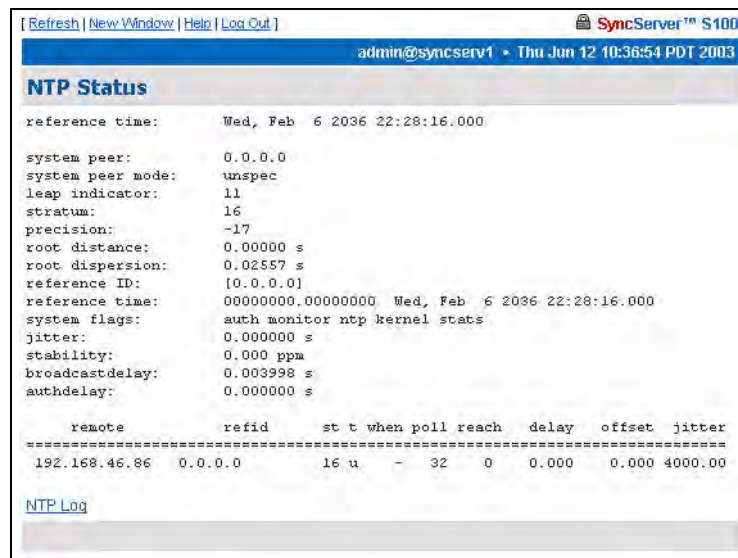 [ Refresh | New Window | Help | Log Out ] SyncServer™ S100
admin@syncserv1 • Thu Jun 12 10:36:54 PDT 2003
NTP Status
reference time: Wed, Feb 6 2036 22:28:16.000
system peer: 0.0.0.0
system peer mode: unspec
leap indicator: 11
stratum: 16
precision: -17
root distance: 0.00000 s
root dispersion: 0.02557 s
reference ID: [0.0.0.0]
reference time: 00000000.00000000 Wed, Feb 6 2036 22:28:16.000
system flags: auth monitor ntp kernel stats
jitter: 0.000000 s
stability: 0.000 ppm
broadcastdelay: 0.003998 s
authdelay: 0.000000 s
remote refid st t when poll reach delay offset jitter
==============================================================================
192.168.46.86 0.0.0.0 16 u - 32 0 0.000 0.000 4000.00
NTP Log